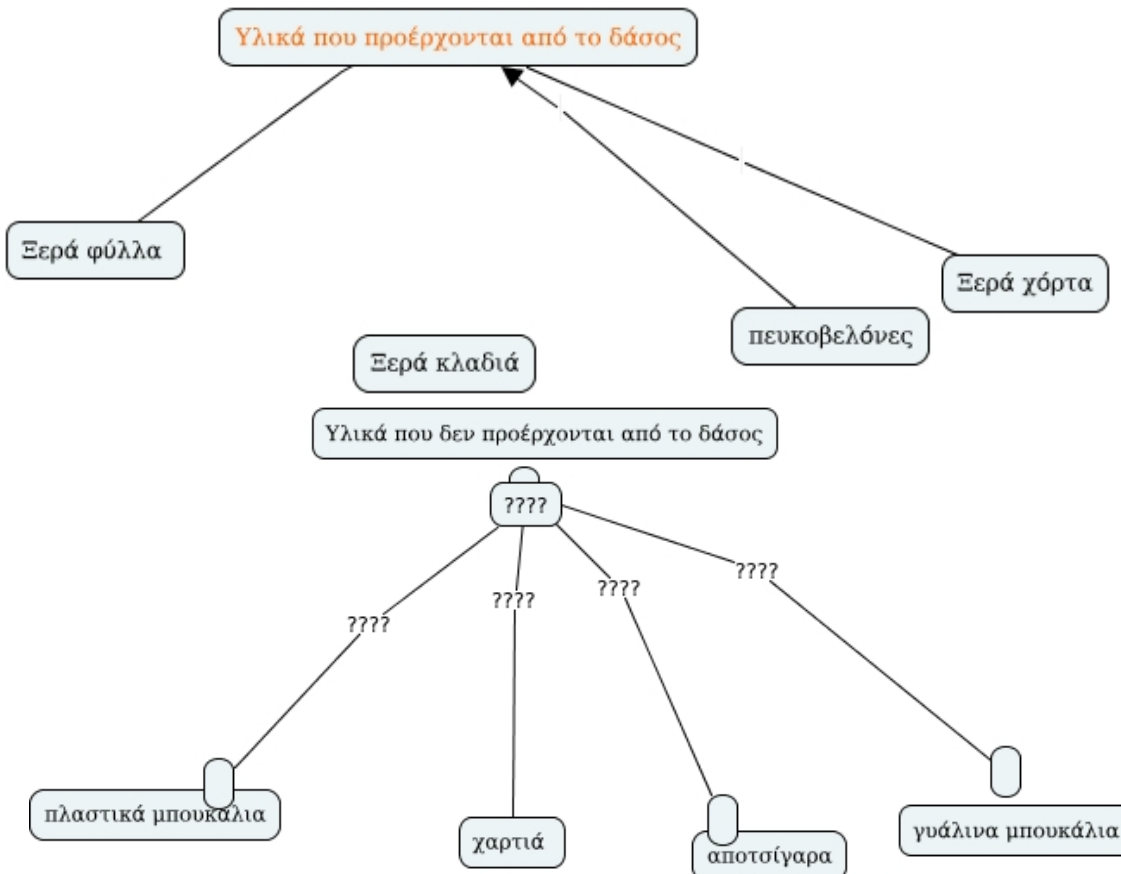 Υλικά που προέρχονται από το δάσος
Ξερά φύλλα
Ξερά χόρτα
πευκοβελόνες
Ξερά κλαδιά
Υλικά που δεν προέρχονται από το δάσος
????
????
????
????
????
πλαστικά μπουκάλια
χαρτιά
αποτσίγαρα
γυάλινα μπουκάλια